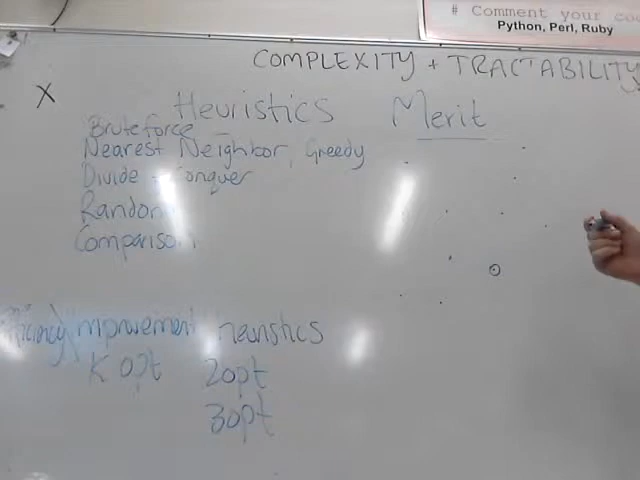 # Comment your co
Python, Perl, Ruby
COMPLEXITY + TRACTABILITY
X
Heuristics Merit
Bruteforce
Nearest Neighbor, Greedy
Divide + Conquer
Random
Comparison
improvement heuristics
K opt 2opt
3opt